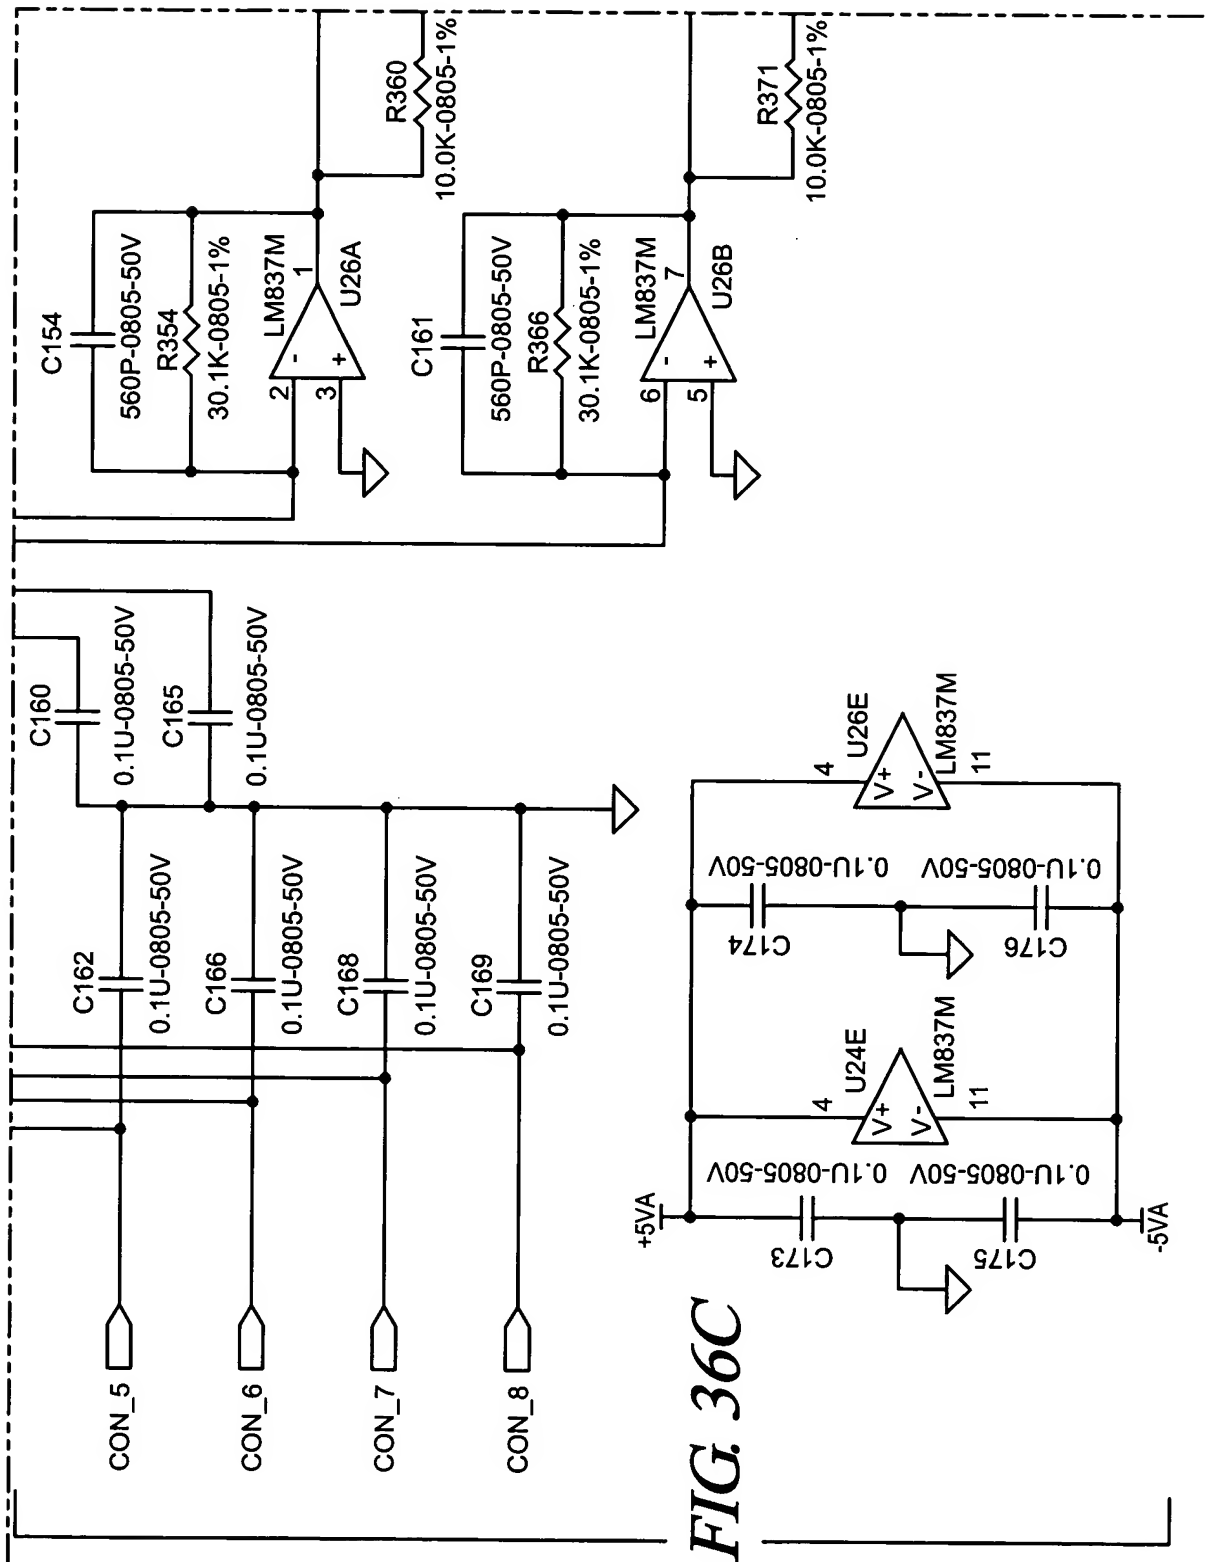 C154
560P-0805-50V
R354
30.1K-0805-1%
2
3
-
+
LM837M
1
U26A
R360
10.0K-0805-1%
C161
560P-0805-50V
R366
30.1K-0805-1%
6
5
-
+
LM837M
7
U26B
R371
10.0K-0805-1%
C160
0.1U-0805-50V
C165
0.1U-0805-50V
C162
0.1U-0805-50V
C166
0.1U-0805-50V
C168
0.1U-0805-50V
C169
0.1U-0805-50V
CON_5
CON_6
CON_7
CON_8
+5VA
C173
0.1U-0805-50V
C175
0.1U-0805-50V
-5VA
4
V+
V-
U24E
LM837M
11
C174
0.1U-0805-50V
C176
0.1U-0805-50V
4
V+
V-
U26E
LM837M
11
FIG. 36C